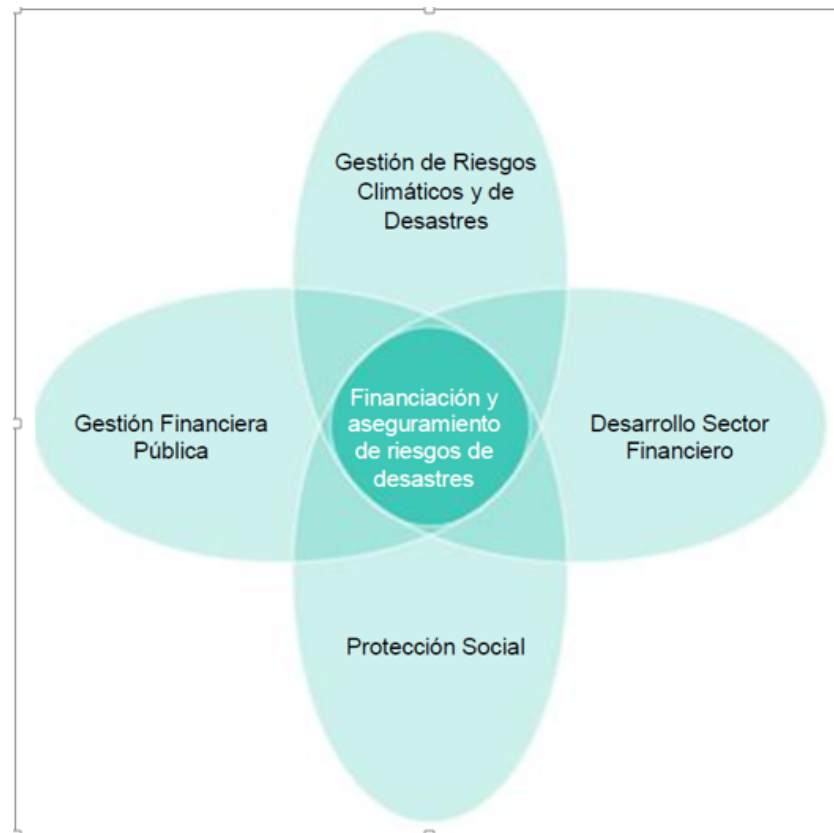 Gestión de Riesgos
Climáticos y de
Desastres
Gestión Financiera
Pública
Financiación y
aseguramiento
de riesgos de
desastres
Desarrollo Sector
Financiero
Protección Social